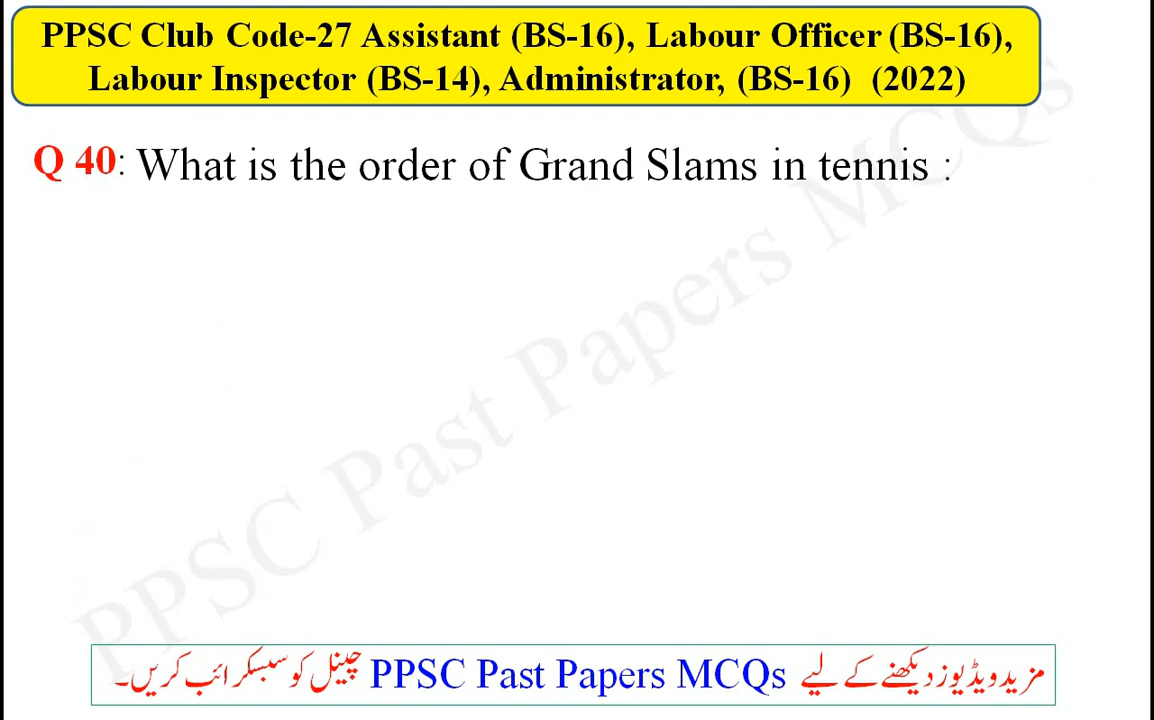 PPSC Club Code-27 Assistant (BS-16), Labour Officer (BS-16),
Labour Inspector (BS-14), Administrator, (BS-16) (2022)
Q 40: What is the order of Grand Slams in tennis :
PPSC Past Papers MCQs
مزید ویڈیوز دیکھنے کے لیے PPSC Past Papers MCQs چینل کو سبسکرائب کریں۔